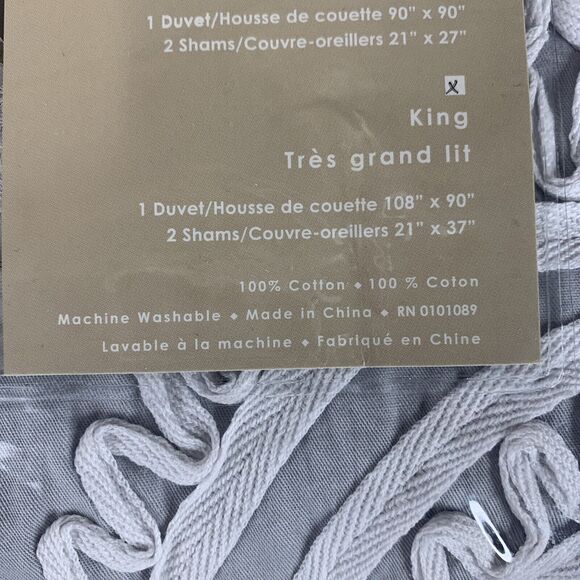 1 Duvet/Housse de couette 90" x 90"
2 Shams/Couvre-oreillers 21" x 27"
X
King
Très grand lit
1 Duvet/Housse de couette 108" x 90"
2 Shams/Couvre-oreillers 21" x 37"
100% Cotton ◆ 100 % Coton
Machine Washable ◆ Made in China ◆ RN 0101089
Lavable à la machine ◆ Fabriqué en Chine